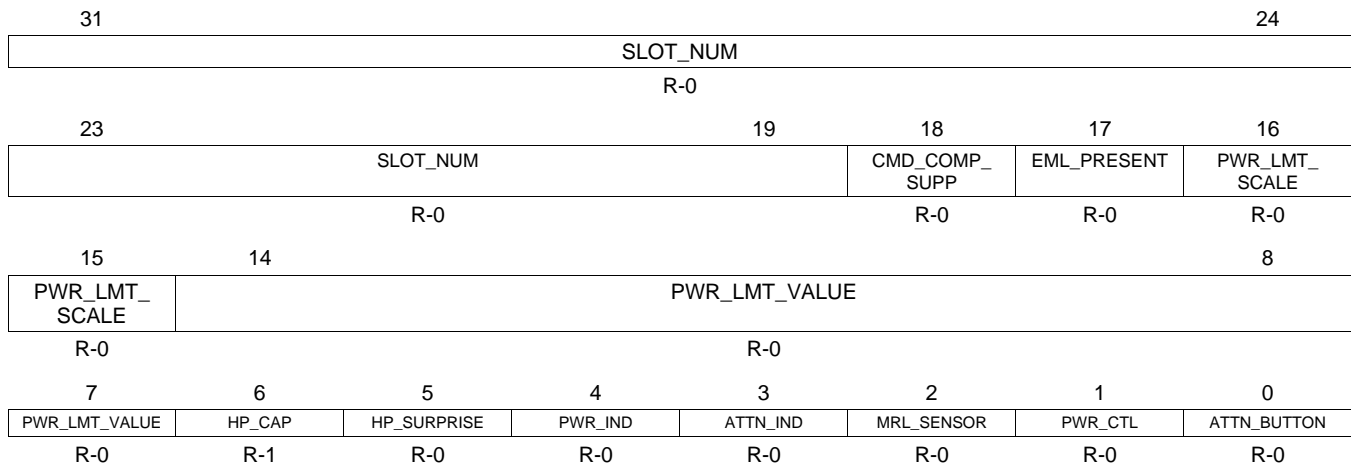 31 24
SLOT_NUM
R-0
23 19 18 17 16
SLOT_NUM CMD_COMP_ EML_PRESENT PWR_LMT_
SUPP SCALE
R-0 R-0 R-0 R-0
15 14 8
PWR_LMT_ PWR_LMT_VALUE
SCALE
R-0 R-0
7 6 5 4 3 2 1 0
PWR_LMT_VALUE HP_CAP HP_SURPRISE PWR_IND ATTN_IND MRL_SENSOR PWR_CTL ATTN_BUTTON
R-0 R-1 R-0 R-0 R-0 R-0 R-0 R-0